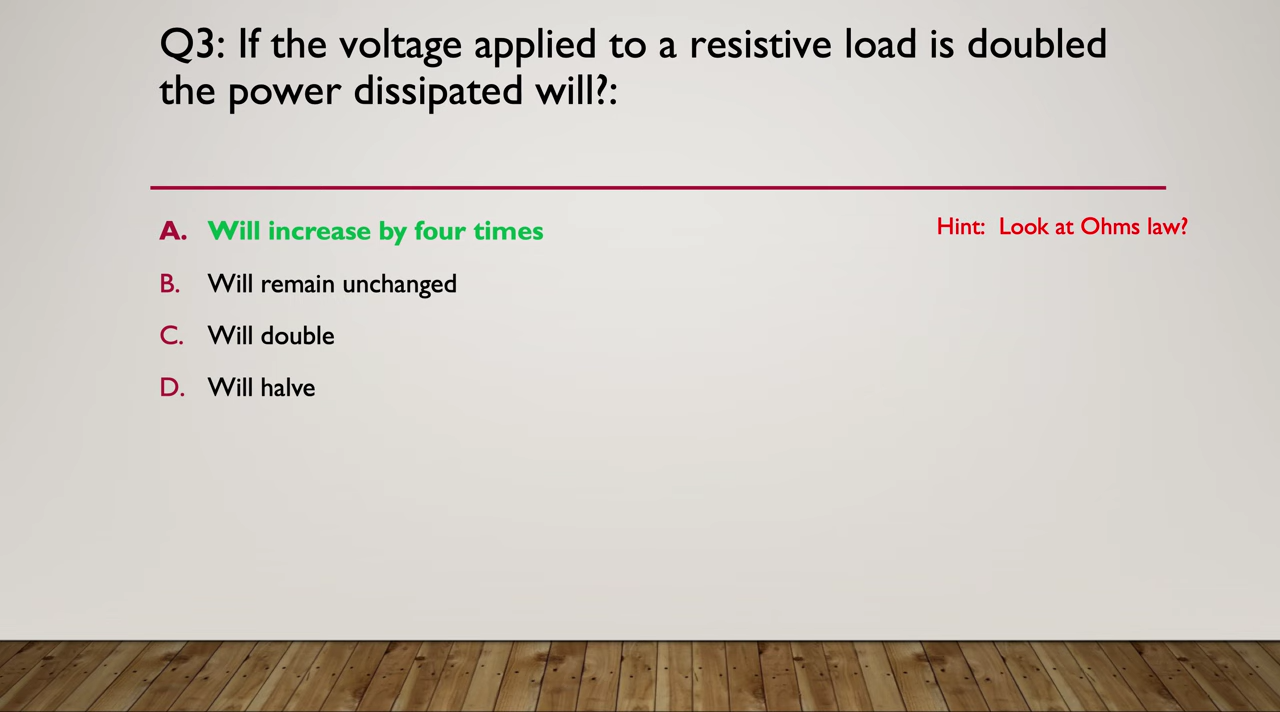 Q3: If the voltage applied to a resistive load is doubled
the power dissipated will?:
A. Will increase by four times
Hint: Look at Ohms law?
B. Will remain unchanged
C. Will double
D. Will halve